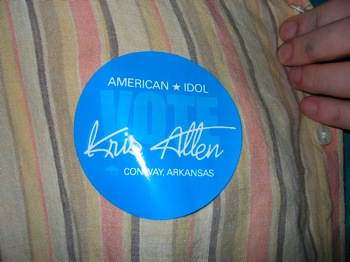 AMERICAN ★ IDOL
VOTE
Kris Allen
CONWAY, ARKANSAS